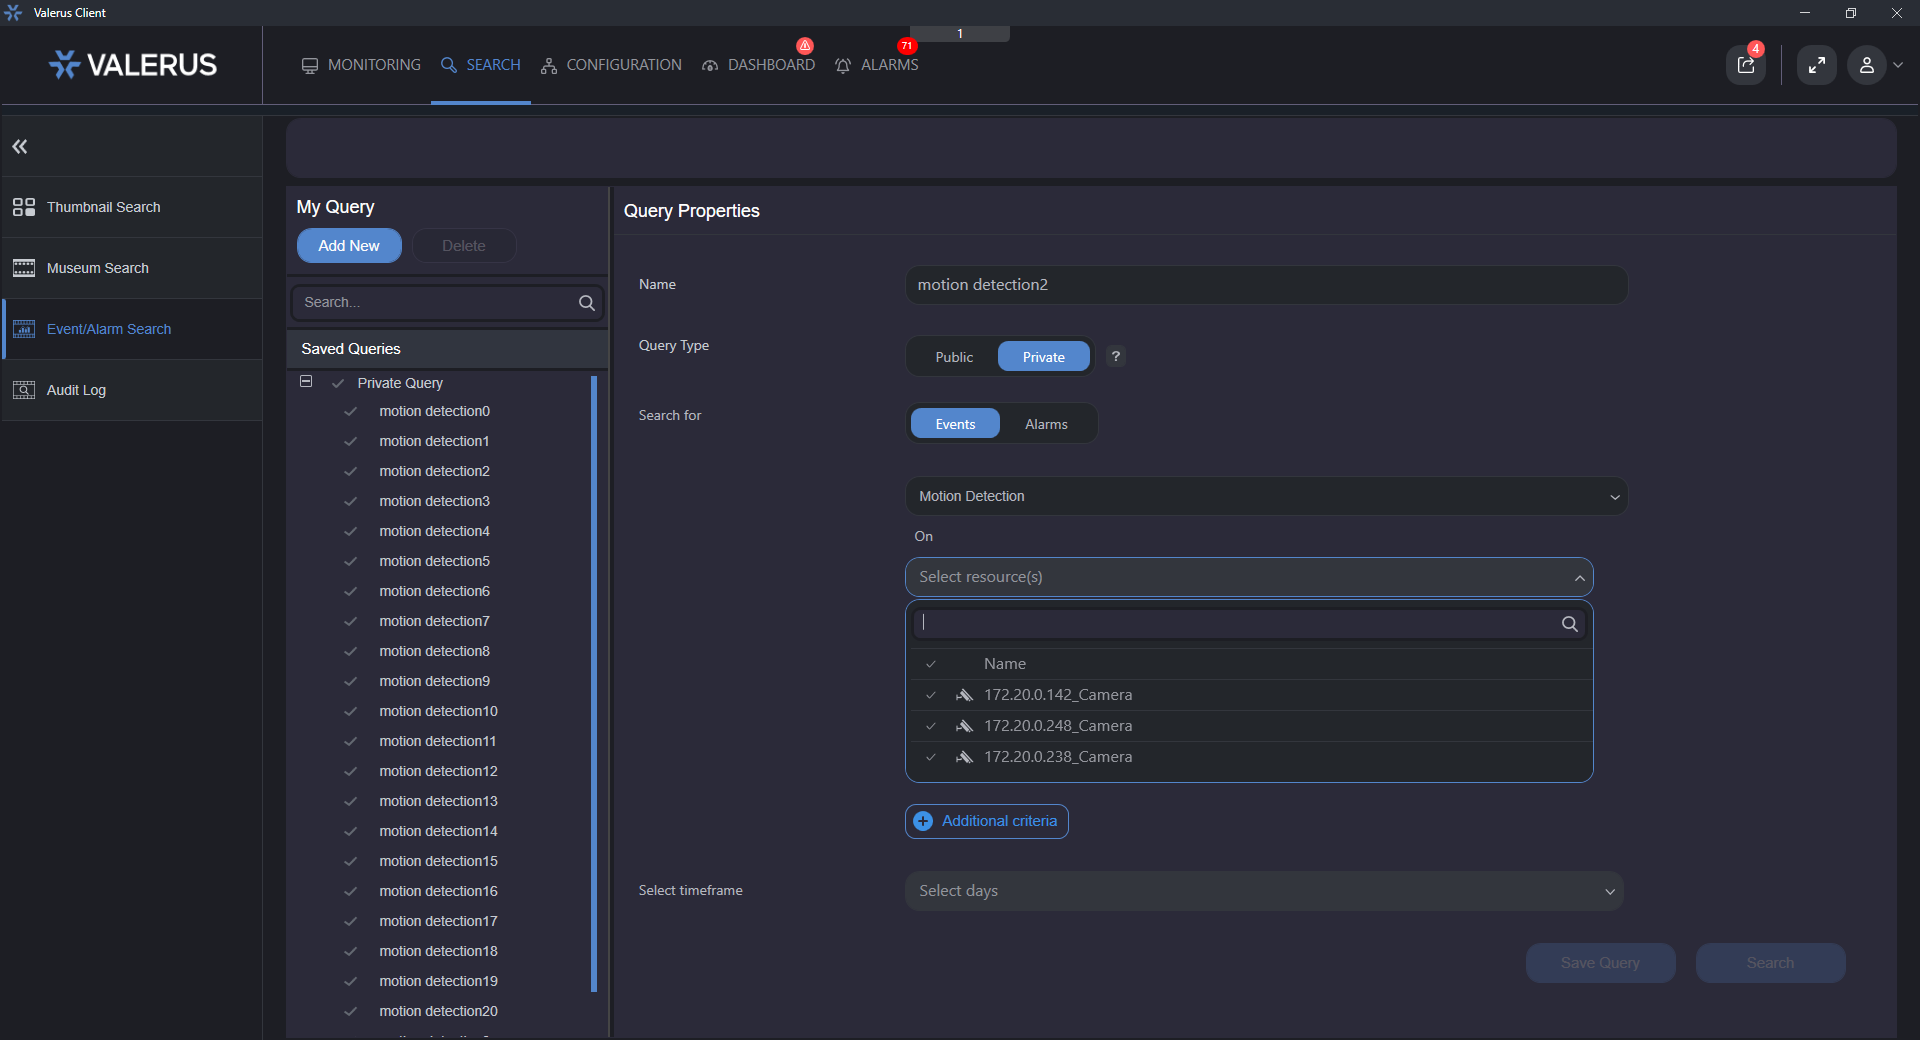 Valerus Client
1
VALERUS
MONITORING
SEARCH
CONFIGURATION
DASHBOARD
71
ALARMS
4
Thumbnail Search
Museum Search
Event/Alarm Search
Audit Log
My Query
Add New
Delete
Search...
Saved Queries
Private Query
motion detection0
motion detection1
motion detection2
motion detection3
motion detection4
motion detection5
motion detection6
motion detection7
motion detection8
motion detection9
motion detection10
motion detection11
motion detection12
motion detection13
motion detection14
motion detection15
motion detection16
motion detection17
motion detection18
motion detection19
motion detection20
Query Properties
Name
motion detection2
Query Type
Public
Private
?
Search for
Events
Alarms
Motion Detection
On
Select resource(s)
Name
172.20.0.142_Camera
172.20.0.248_Camera
172.20.0.238_Camera
Additional criteria
Select timeframe
Select days
Save Query
Search